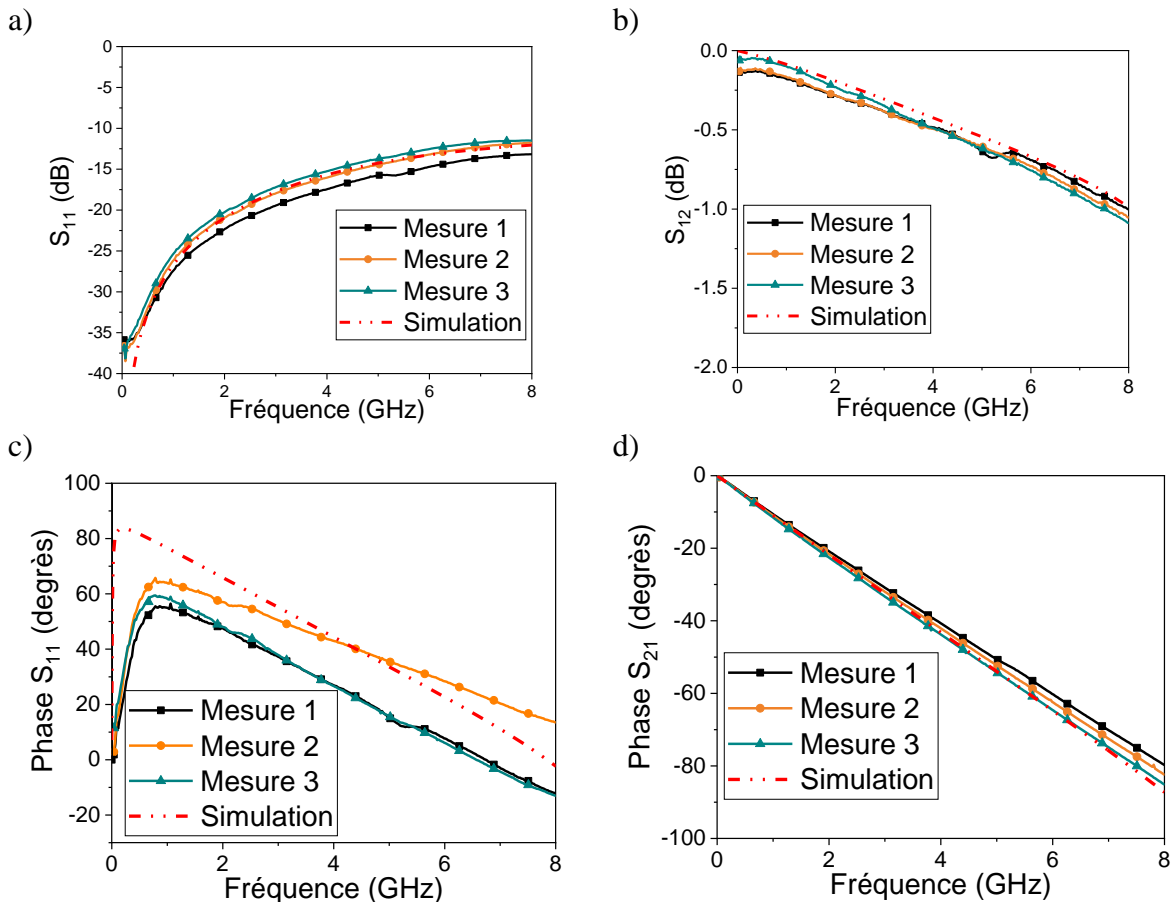 a)
0
-5
-10
-15
-20
-25
-30
-35
-40
S11 (dB)
Mesure 1
Mesure 2
Mesure 3
Simulation
0 2 4 6 8
Fréquence (GHz)
b)
0.0
-0.5
-1.0
-1.5
-2.0
S12 (dB)
Mesure 1
Mesure 2
Mesure 3
Simulation
0 2 4 6 8
Fréquence (GHz)
c)
100
80
60
40
20
0
-20
Phase S11 (degrès)
Mesure 1
Mesure 2
Mesure 3
Simulation
0 2 4 6 8
Fréquence (GHz)
d)
0
-20
-40
-60
-80
-100
Phase S21 (degrès)
Mesure 1
Mesure 2
Mesure 3
Simulation
0 2 4 6 8
Fréquence (GHz)